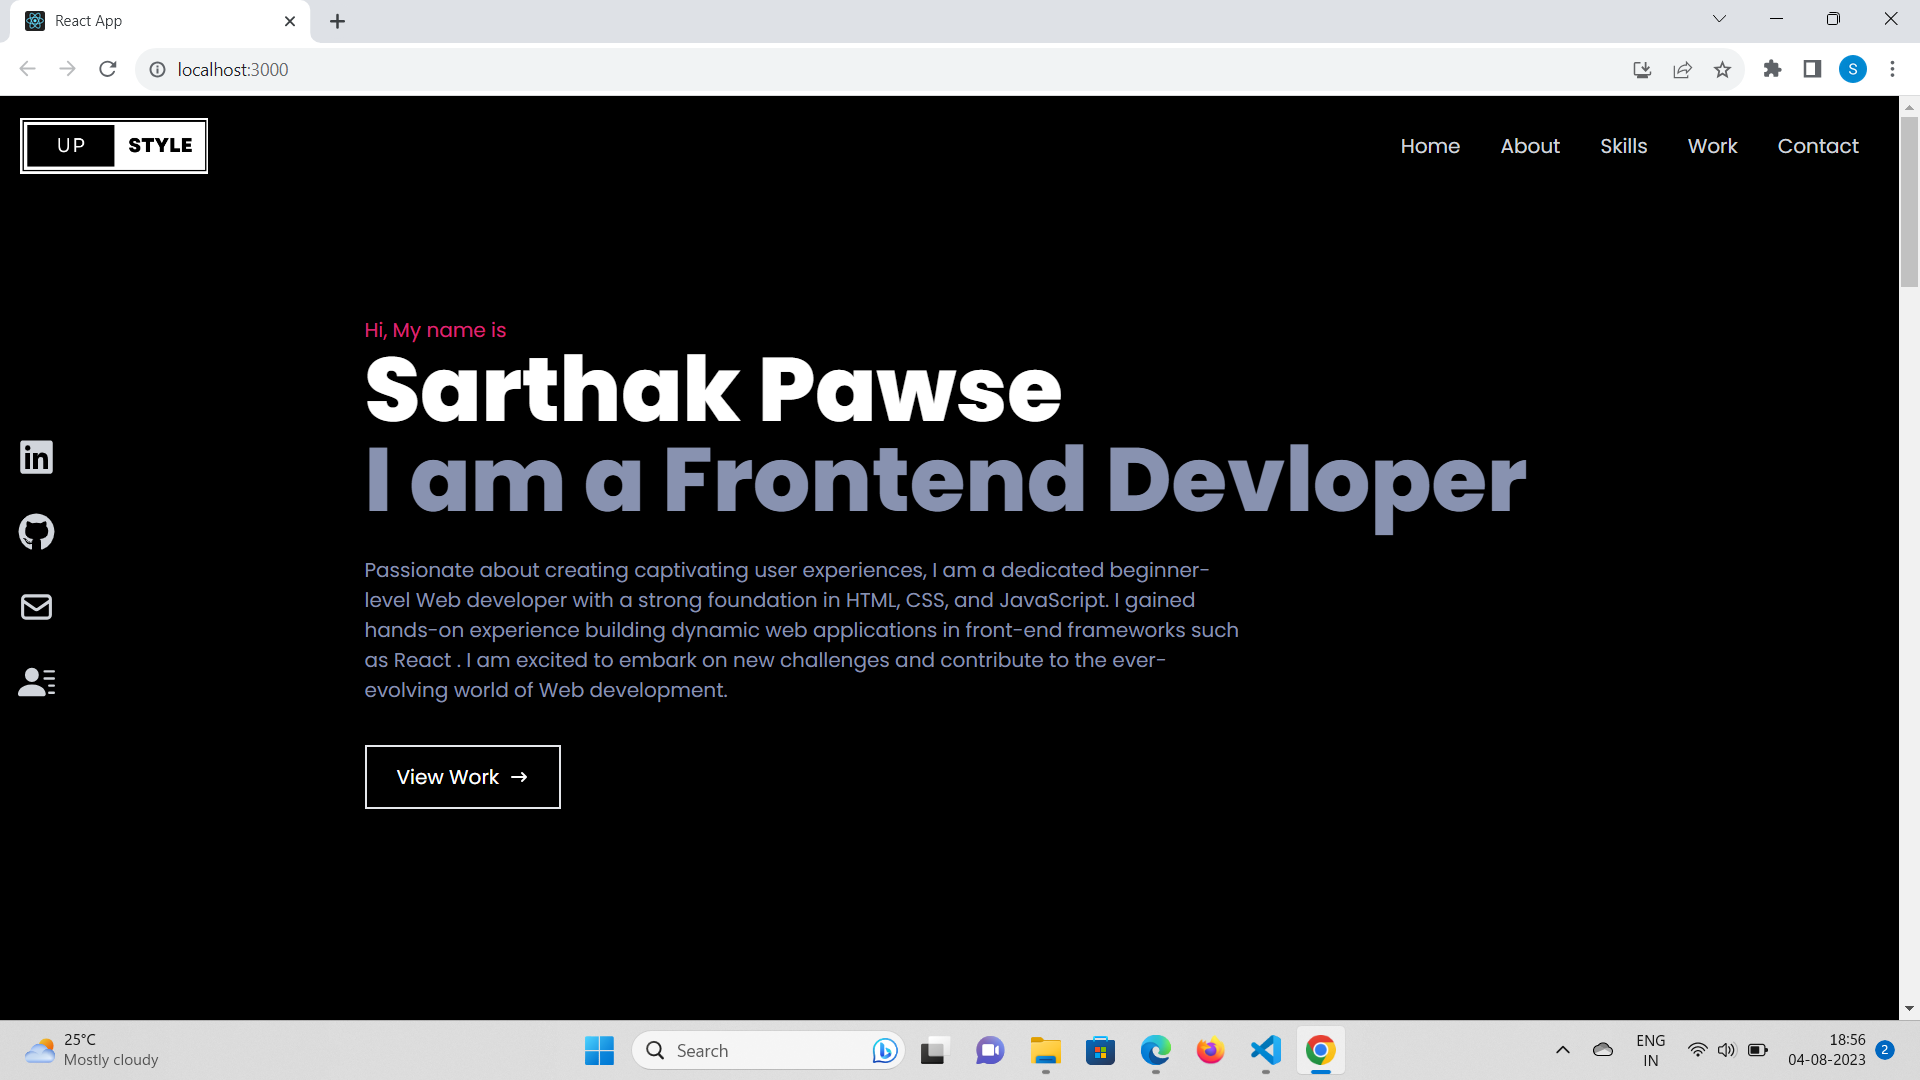 React App
localhost:3000
UP STYLE
Home About Skills Work Contact
Hi, My name is
Sarthak Pawse
I am a Frontend Devloper
Passionate about creating captivating user experiences, I am a dedicated beginner-
level Web developer with a strong foundation in HTML, CSS, and JavaScript. I gained
hands-on experience building dynamic web applications in front-end frameworks such
as React . I am excited to embark on new challenges and contribute to the ever-
evolving world of Web development.
View Work →
S
in
25°C
Mostly cloudy
Search
ENG
IN
18:56
04-08-2023
2